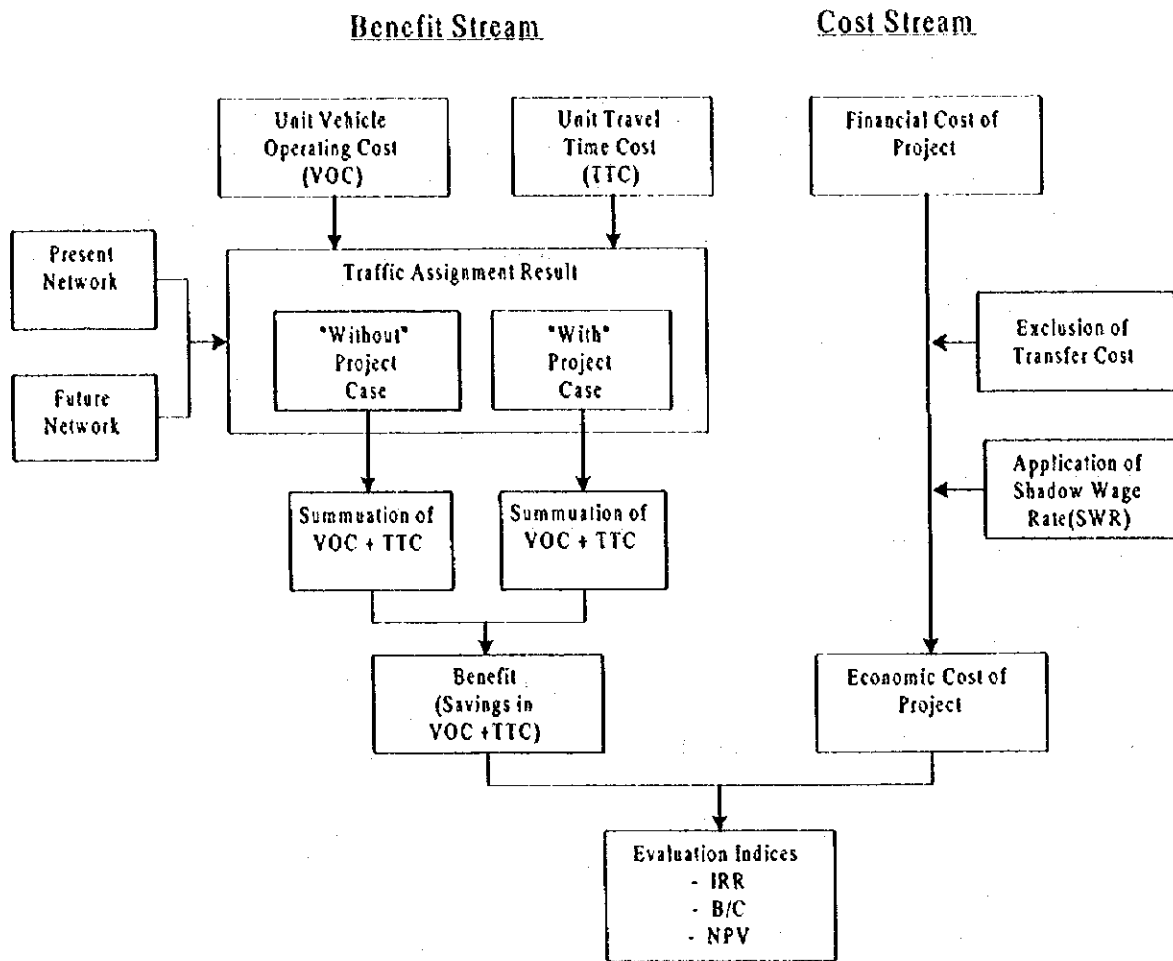 Benefit Stream
Cost Stream
Unit Vehicle
Operating Cost
(VOC)
Unit Travel
Time Cost
(TTC)
Financial Cost of
Project
Present
Network
Future
Network
Traffic Assignment Result
"Without"
Project
Case
"With"
Project
Case
Exclusion of
Transfer Cost
Application of
Shadow Wage
Rate(SWR)
Summuation of
VOC + TTC
Summuation of
VOC + TTC
Benefit
(Savings in
VOC +TTC)
Economic Cost of
Project
Evaluation Indices
- IRR
- B/C
- NPV